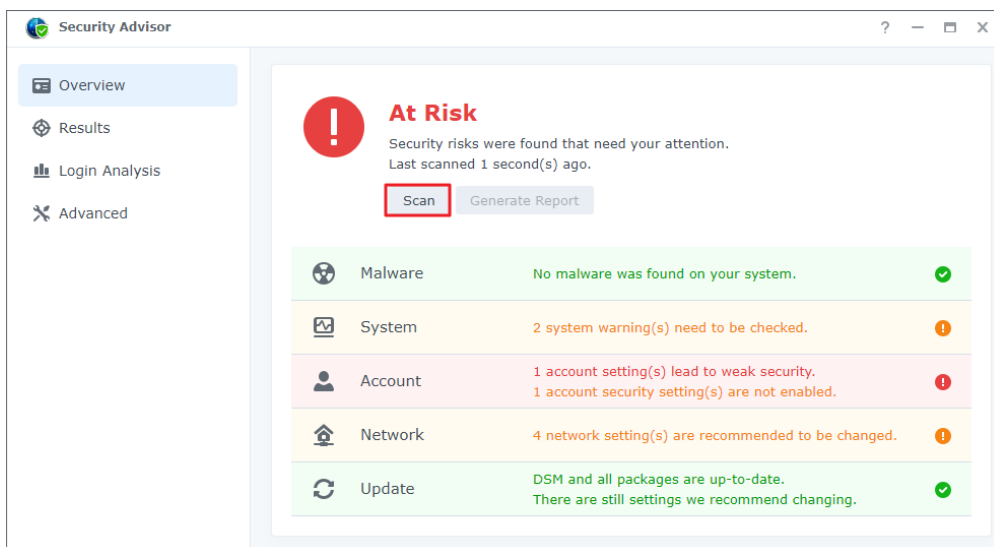 Security Advisor
?
Overview
Results
Login Analysis
Advanced
At Risk
Security risks were found that need your attention.
Last scanned 1 second(s) ago.
Scan
Generate Report
Malware
No malware was found on your system.
System
2 system warning(s) need to be checked.
Account
1 account setting(s) lead to weak security.
1 account security setting(s) are not enabled.
Network
4 network setting(s) are recommended to be changed.
Update
DSM and all packages are up-to-date.
There are still settings we recommend changing.